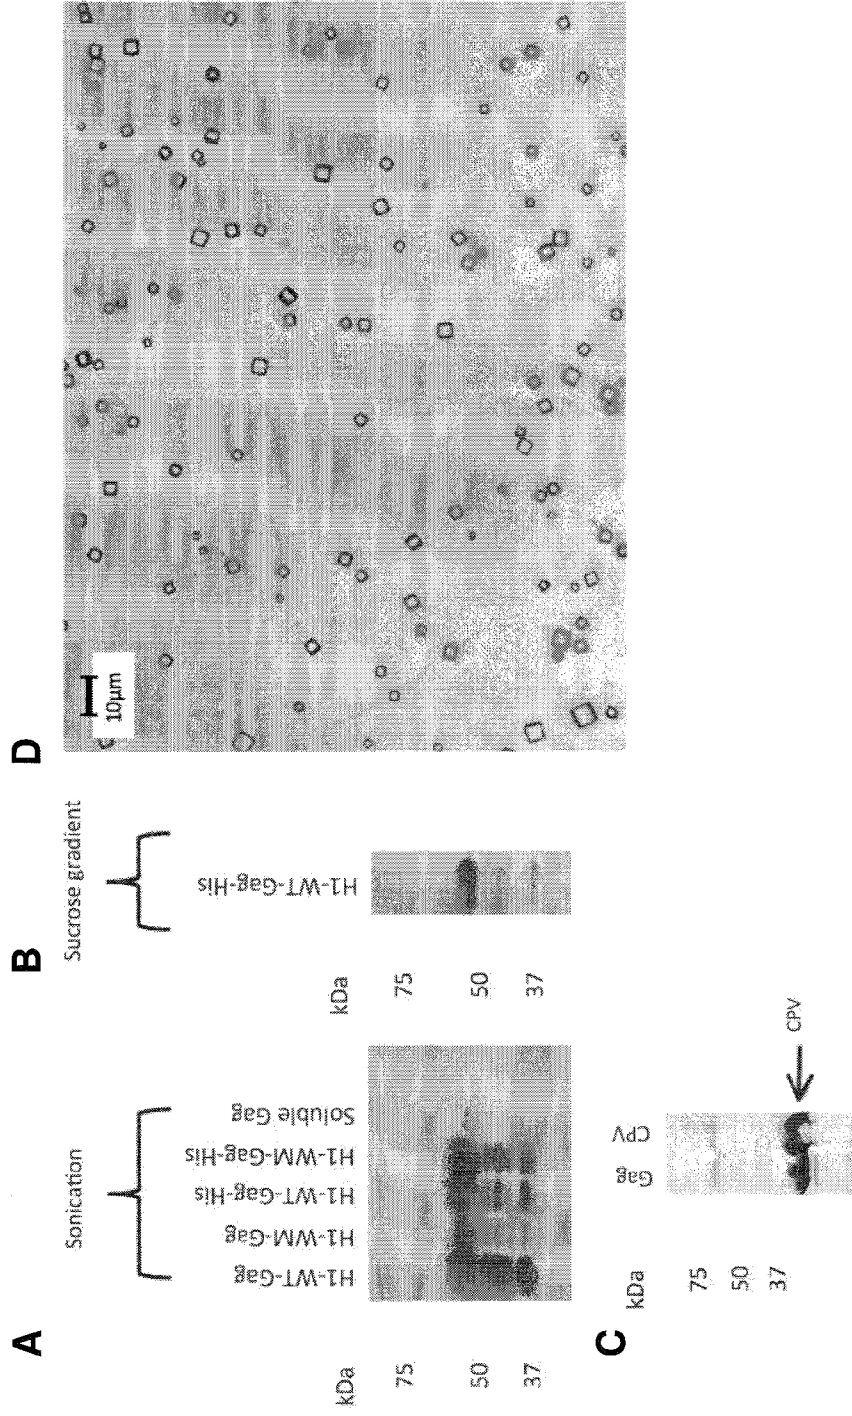 A
Sonication
H1-WT-Gag
H1-WM-Gag
H1-WT-Gag-His
H1-WM-Gag-His
Soluble Gag
kDa
75
50
37
B
Sucrose gradient
H1-WT-Gag-His
kDa
75
50
37
C
Gag
CPV
kDa
75
50
37
CPV
D
10µm